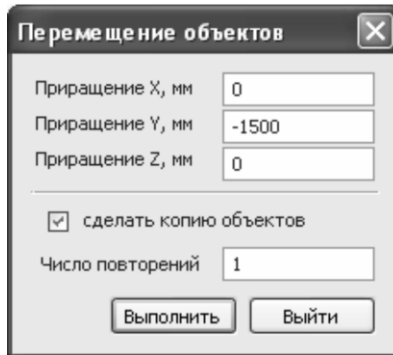 Перемещение объектов
Приращение X, мм 0
Приращение Y, мм -1500
Приращение Z, мм 0
сделать копию объектов
Число повторений 1
Выполнить Выйти